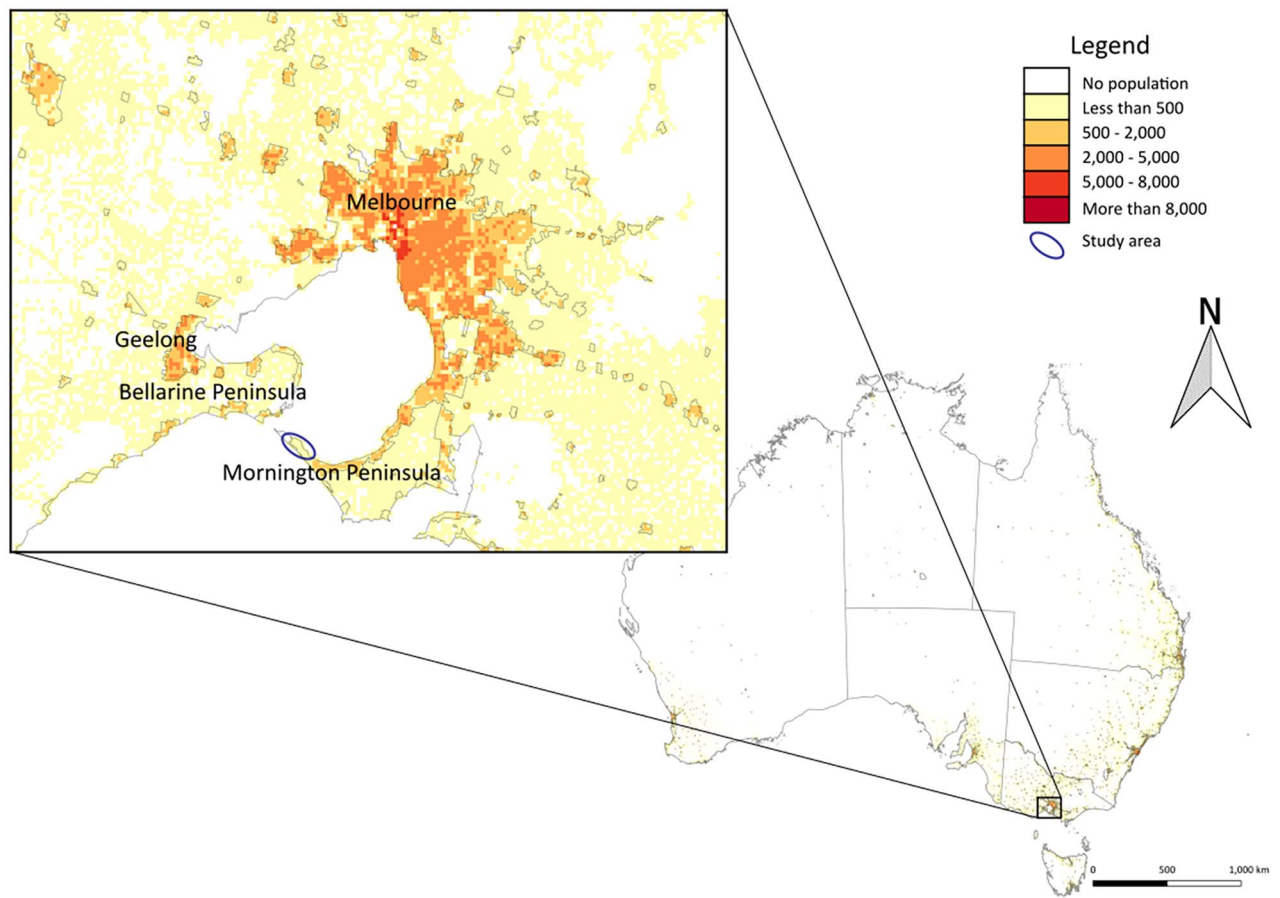 Legend
No population
Less than 500
500 - 2,000
2,000 - 5,000
5,000 - 8,000
More than 8,000
Study area
Melbourne
Geelong
Bellarine Peninsula
Mornington Peninsula
N
0 500 1,000 km